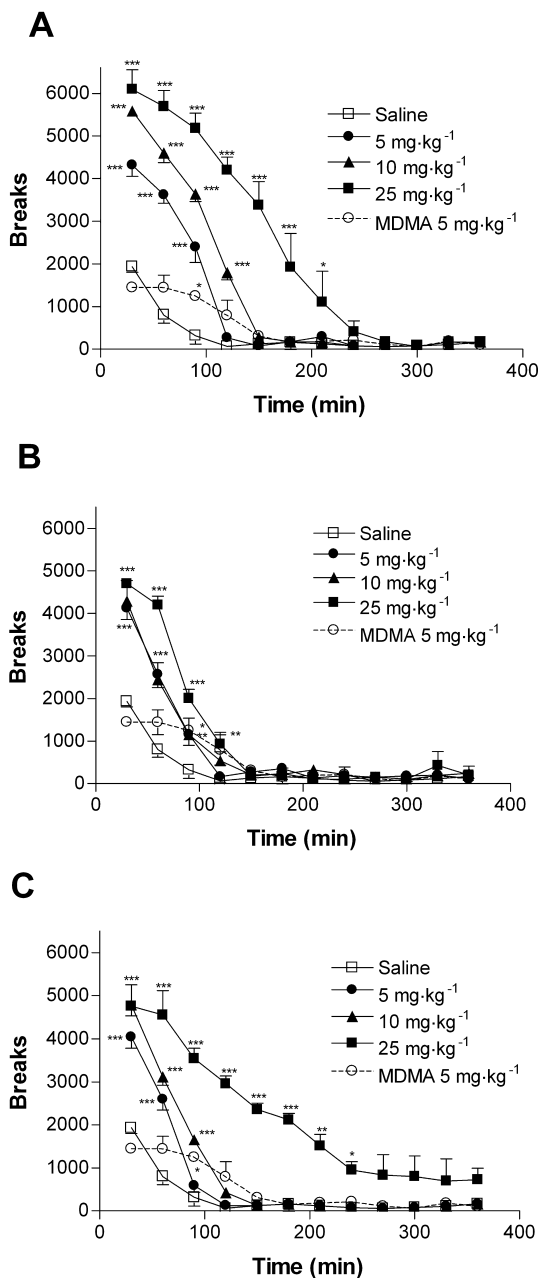 A
6000
5000
4000
3000
2000
1000
0
Breaks
*** *** *** *** *** *** *
*** *** *** ***
*** *** ***
*
Saline
5 mg·kg-1
10 mg·kg-1
25 mg·kg-1
MDMA 5 mg·kg-1
0 100 200 300 400
Time (min)
B
6000
5000
4000
3000
2000
1000
0
Breaks
*** *** *** **
*** ***
*
**
Saline
5 mg·kg-1
10 mg·kg-1
25 mg·kg-1
MDMA 5 mg·kg-1
0 100 200 300 400
Time (min)
C
6000
5000
4000
3000
2000
1000
0
Breaks
*** *** *** *** *** *** ** *
*** ***
*** ***
*
Saline
5 mg·kg-1
10 mg·kg-1
25 mg·kg-1
MDMA 5 mg·kg-1
0 100 200 300 400
Time (min)